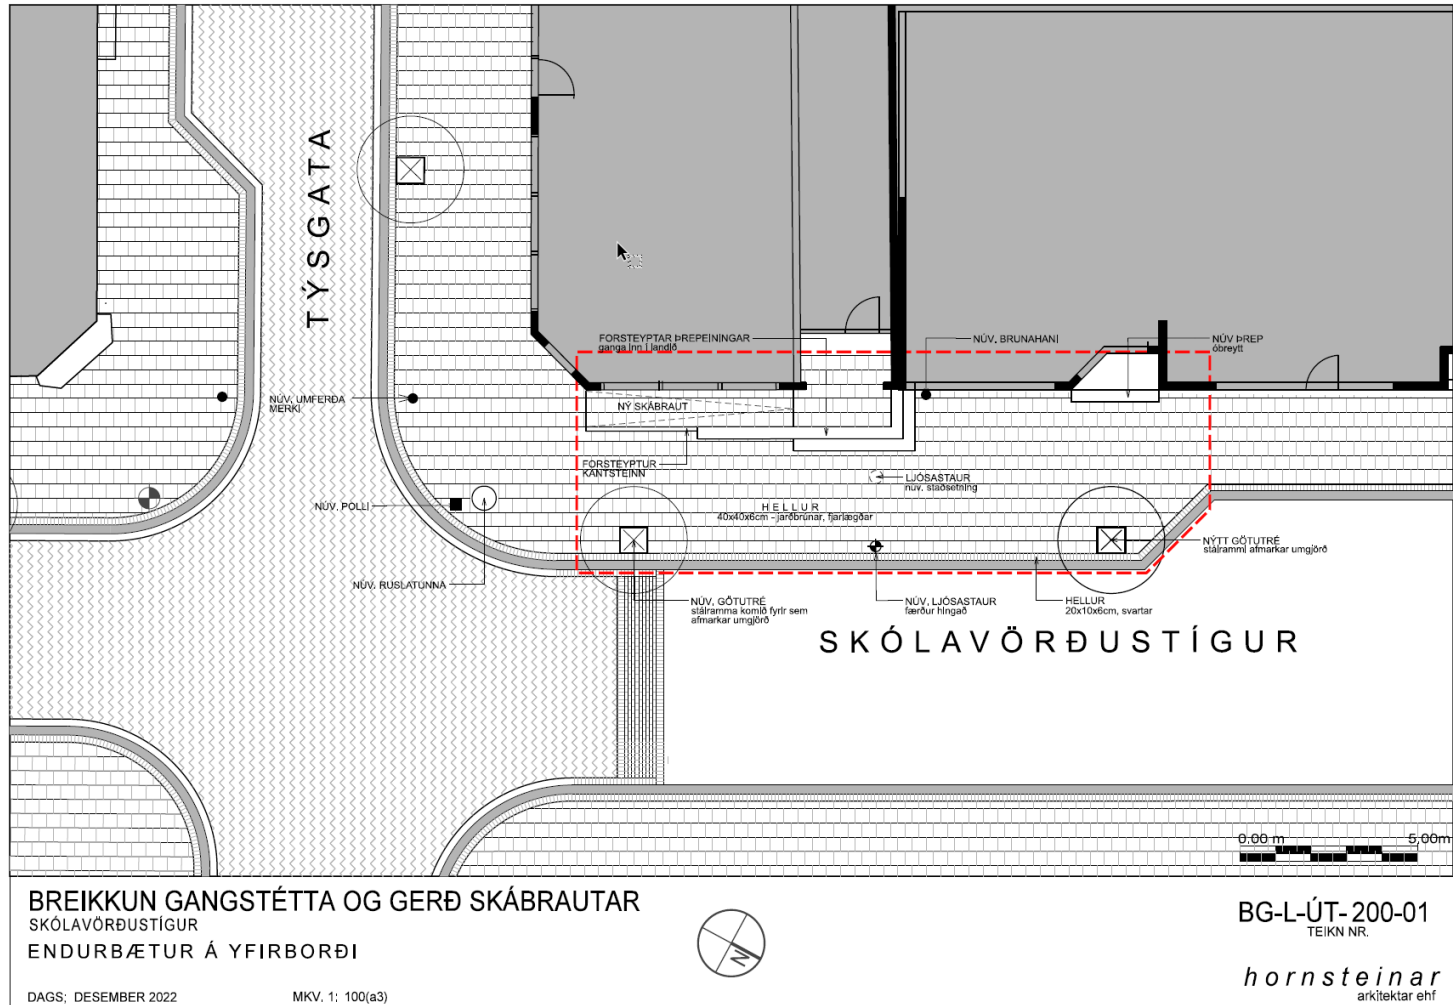 TÝSGATA
FORSTEYPTAR ÞREPEININGAR
ganga inn í landið
NÚV. BRUNAHANI
NÚV ÞREP
óbreytt
NÚV. UMFERÐA
MERKI
NÝ SKÁBRAUT
FORSTEYPTUR
KANTSTEINN
LJÓSASTAUR
núv. staðsetning
NÚV. POLLI
HELLUR
40x40x6cm - jarðbrúnar, fjarlægðar
NÝTT GÖTUTRÉ
stálrammi afmarkar umgjörð
NÚV. RUSLATUNNA
NÚV. GÖTUTRÉ
stálramma komið fyrir sem
afmarkar umgjörð
NÚV. LJÓSASTAUR
færður hingað
HELLUR
20x10x6cm, svartar
SKÓLAVÖRÐUSTÍGUR
0,00 m 5,00m
BREIKKUN GANGSTÉTTA OG GERÐ SKÁBRAUTAR
SKÓLAVÖRÐUSTÍGUR
ENDURBÆTUR Á YFIRBORÐI
DAGS; DESEMBER 2022 MKV. 1: 100(a3)
N
BG-L-ÚT-200-01
TEIKN NR.
hornsteinar
arkitektar ehf